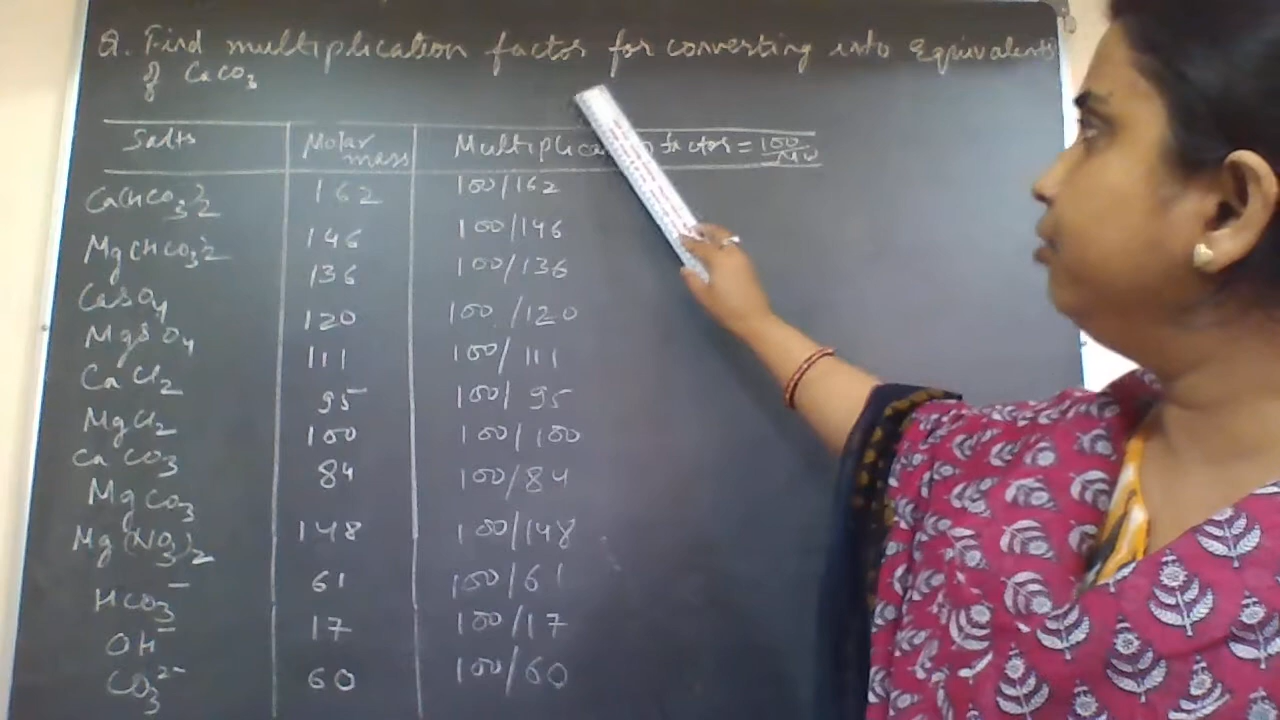 Q. Find multiplication factor for converting into Equivalents
of CaCO₃
Salts Molar mass Multiplica n factor = 100/MW
Ca(HCO₃)₂ 162 100/162
Mg(HCO₃)₂ 146 100/146
CaSO₄ 136 100/136
MgSO₄ 120 100/120
CaCl₂ 111 100/111
MgCl₂ 95 100/95
CaCO₃ 100 100/100
MgCO₃ 84 100/84
Mg(NO₃)₂ 148 100/148
HCO₃⁻ 61 100/61
OH⁻ 17 100/17
CO₃²⁻ 60 100/60